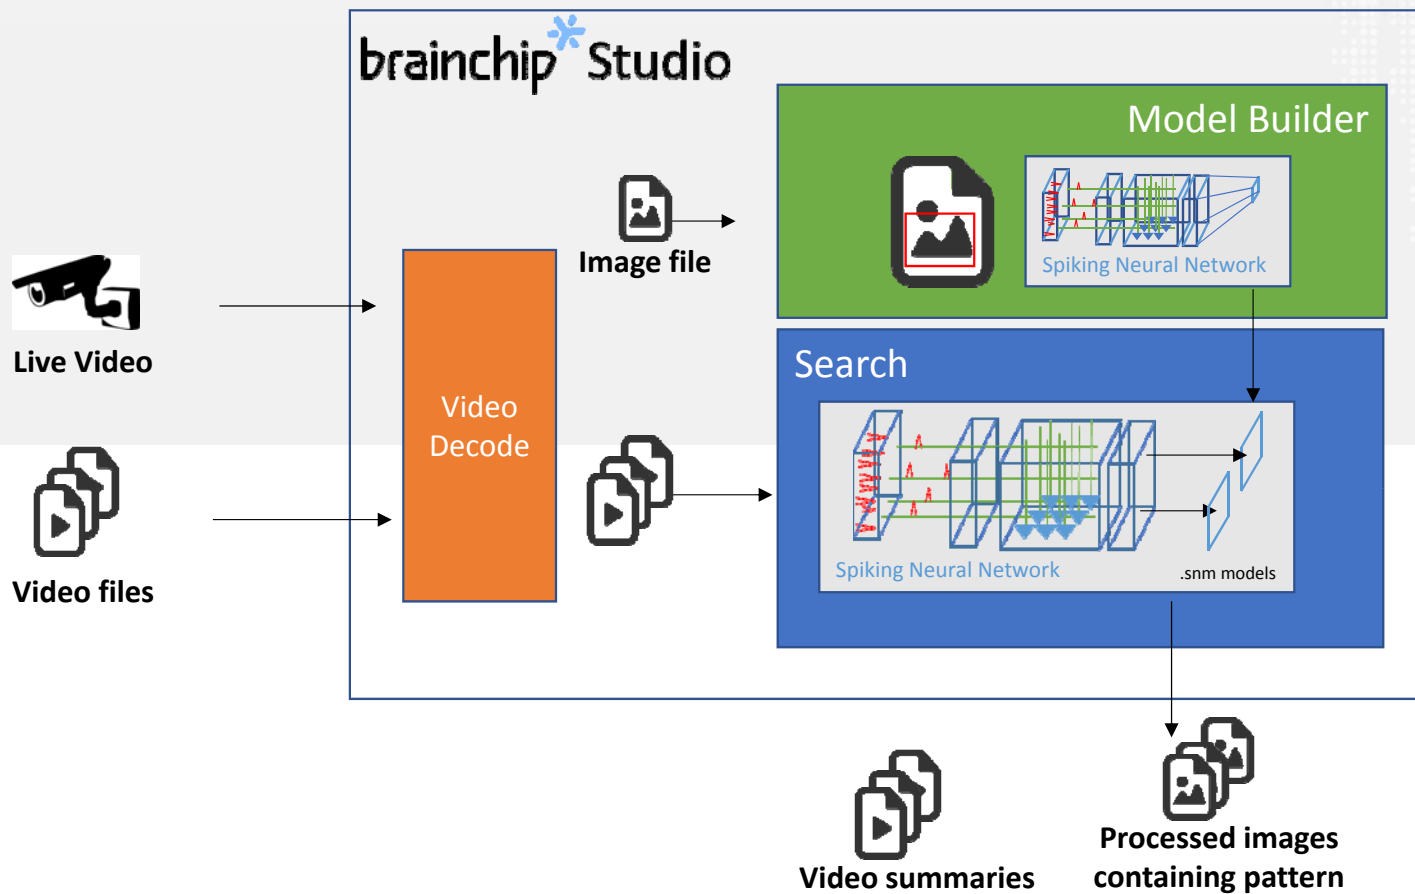 brainchip Studio
Model Builder
Spiking Neural Network
Image file
Live Video
Video
Decode
Search
Spiking Neural Network
.snm models
Video files
Video summaries
Processed images
containing pattern